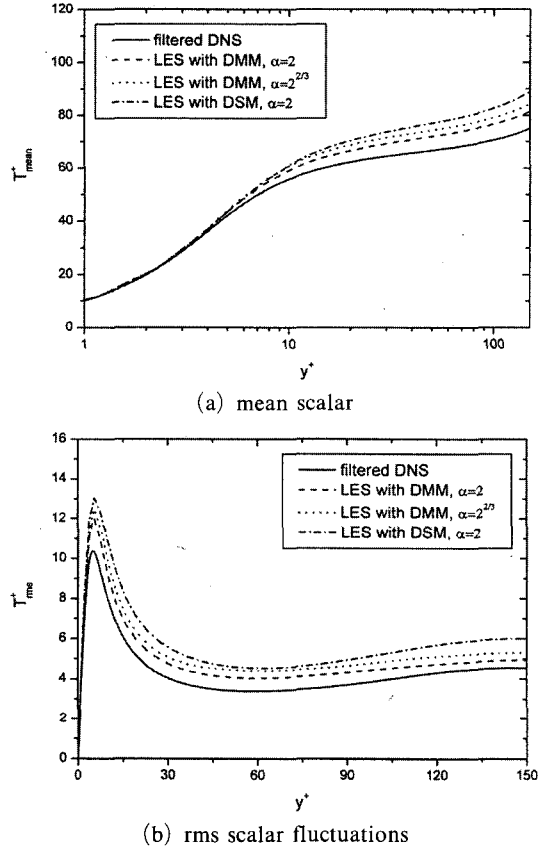 120
100
80
60
40
20
0
T⁺mean
filtered DNS
LES with DMM, α=2
LES with DMM, α=2^2/3
LES with DSM, α=2
1
10
100
y⁺
(a) mean scalar
16
14
12
10
8
6
4
2
0
T⁺rms
filtered DNS
LES with DMM, α=2
LES with DMM, α=2^2/3
LES with DSM, α=2
0
30
60
90
120
150
y⁺
(b) rms scalar fluctuations